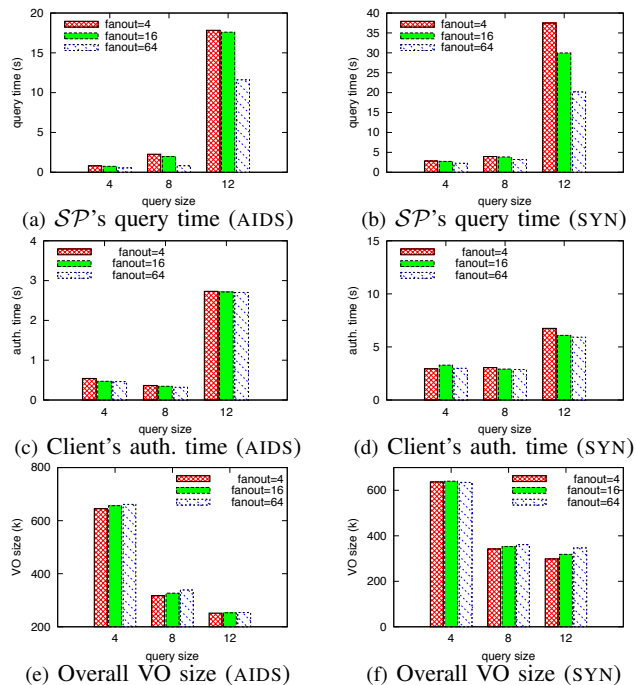 fanout=4
fanout=16
fanout=64
query time (s)
20
15
10
5
0
4 8 12
query size
(a) SP's query time (AIDS)
fanout=4
fanout=16
fanout=64
query time (s)
40
35
30
25
20
15
10
5
0
4 8 12
query size
(b) SP's query time (SYN)
fanout=4
fanout=16
fanout=64
auth. time (s)
4
3
2
1
0
4 8 12
query size
(c) Client's auth. time (AIDS)
fanout=4
fanout=16
fanout=64
auth. time (s)
15
10
5
0
4 8 12
query size
(d) Client's auth. time (SYN)
fanout=4
fanout=16
fanout=64
VO size (k)
800
600
400
200
4 8 12
query size
(e) Overall VO size (AIDS)
fanout=4
fanout=16
fanout=64
VO size (k)
600
400
200
0
4 8 12
query size
(f) Overall VO size (SYN)